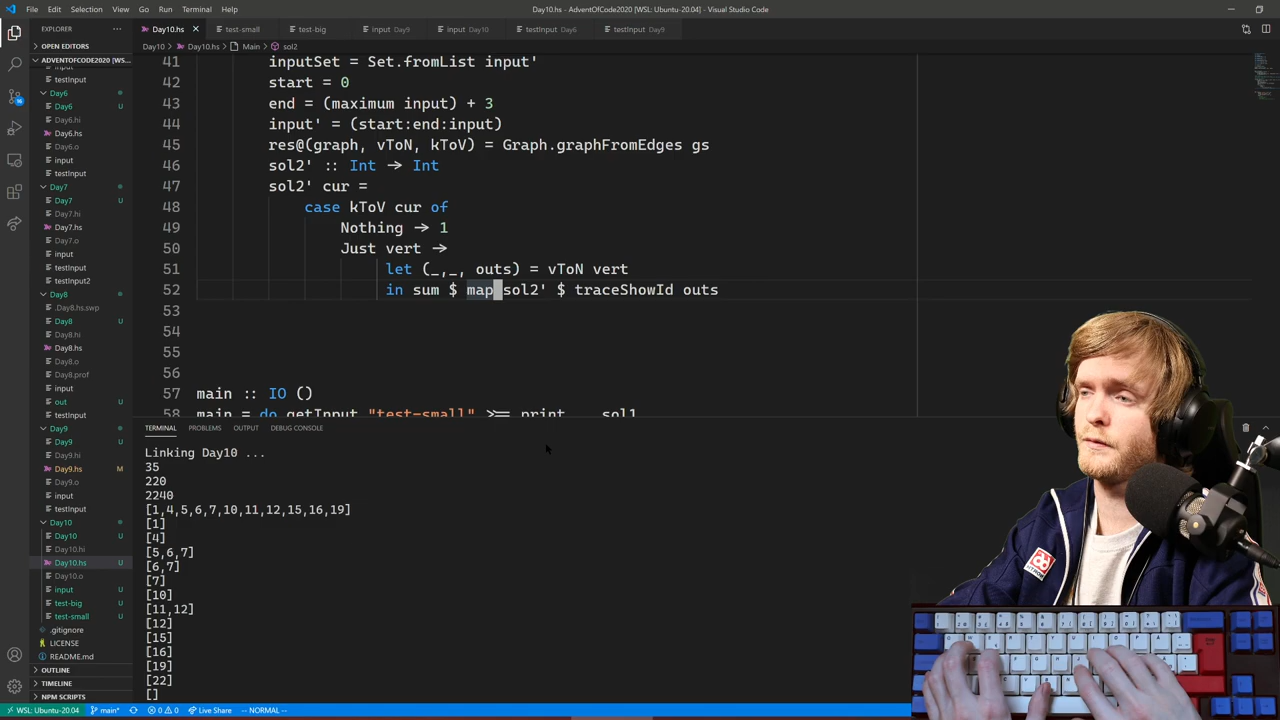 File Edit Selection View Go Run Terminal Help
Day10.hs - AdventOfCode2020 [WSL: Ubuntu-20.04] - Visual Studio Code
EXPLORER
Day10.hs
test-small
test-big
input Day9
input Day10
testInput Day6
testInput Day9
OPEN EDITORS
Day10 > Day10.hs > Main > sol2
ADVENTOFCODE2020 [WS...
input
testInput
Day6
Day6 U
Day6.hi
Day6.hs
Day6.o
input
testInput
Day7
Day7 U
Day7.hi
Day7.hs
Day7.o
input
testInput
testInput2
Day8
.Day8.hs.swp
Day8 U
Day8.hi
Day8.hs
Day8.o
Day8.prof
input
out U
testInput
Day9
Day9 U
Day9.hi
Day9.hs M
Day9.o
input
testInput
Day10
Day10 U
Day10.hi
Day10.hs U
Day10.o
input U
test-big U
test-small U
.gitignore
LICENSE
README.md
OUTLINE
TIMELINE
NPM SCRIPTS
41 inputSet = Set.fromList input'
42 start = 0
43 end = (maximum input) + 3
44 input' = (start:end:input)
45 res@(graph, vToN, kToV) = Graph.graphFromEdges gs
46 sol2' :: Int → Int
47 sol2' cur =
48 case kToV cur of
49 Nothing → 1
50 Just vert →
51 let (_,_, outs) = vToN vert
52 in sum $ map sol2' $ traceShowId outs
53
54
55
56
57 main :: IO ()
58 main = do getInput "test-small" >>= print . sol1
TERMINAL PROBLEMS OUTPUT DEBUG CONSOLE
Linking Day10 ...
35
220
2240
[1,4,5,6,7,10,11,12,15,16,19]
[1]
[4]
[5,6,7]
[6,7]
[7]
[10]
[11,12]
[12]
[15]
[16]
[19]
[22]
[]
WSL: Ubuntu-20.04 main* 0 0 Live Share -- NORMAL --